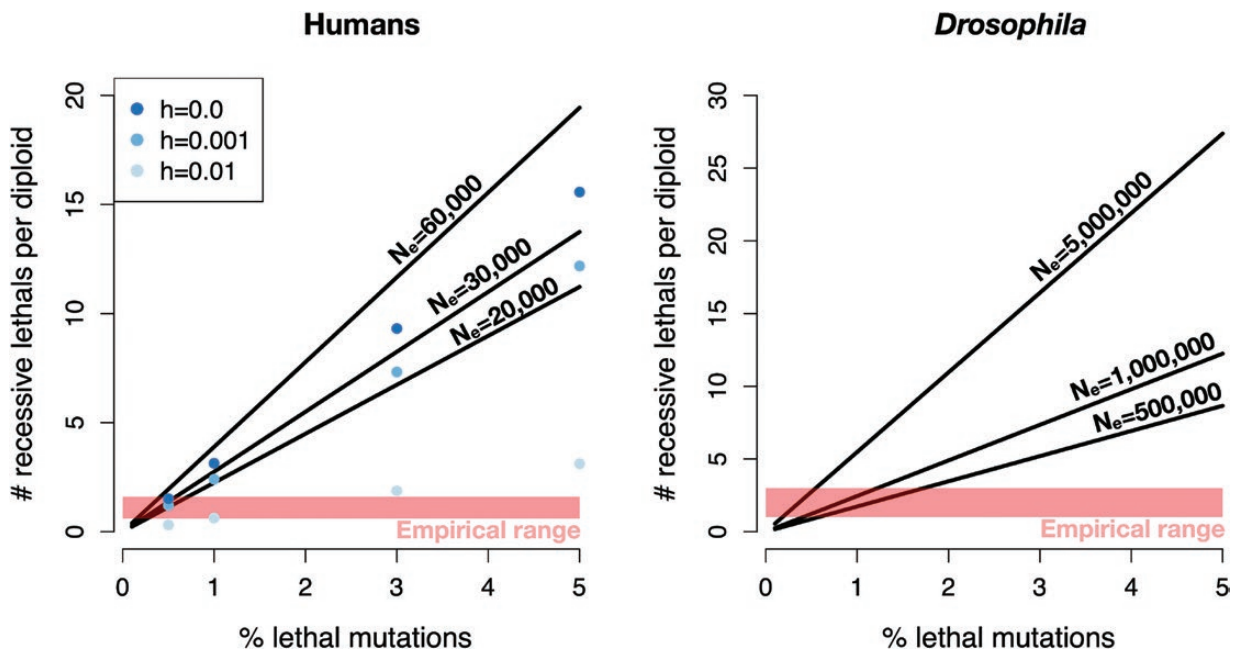 Humans
# recessive lethals per diploid
20
15
10
5
0
h=0.0
h=0.001
h=0.01
Ne=60,000
Ne=30,000
Ne=20,000
Empirical range
0 1 2 3 4 5
% lethal mutations
Drosophila
# recessive lethals per diploid
30
25
20
15
10
5
0
Ne=5,000,000
Ne=1,000,000
Ne=500,000
Empirical range
0 1 2 3 4 5
% lethal mutations